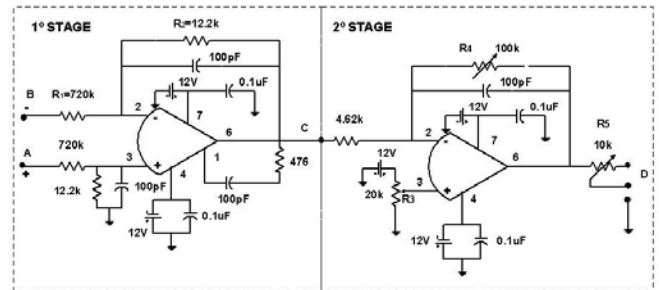 1º STAGE
R₂=12.2k
100pF
12V
0.1uF
B
-
R₁=720k
2
-
7
6
C
A
+
720k
3
+
1
4
476
12.2k
100pF
100pF
12V
0.1uF
2º STAGE
R₄
100k
100pF
12V
0.1uF
4.62k
2
-
7
R5
10k
6
12V
3
+
20k
R₃
4
D
12V
0.1uF